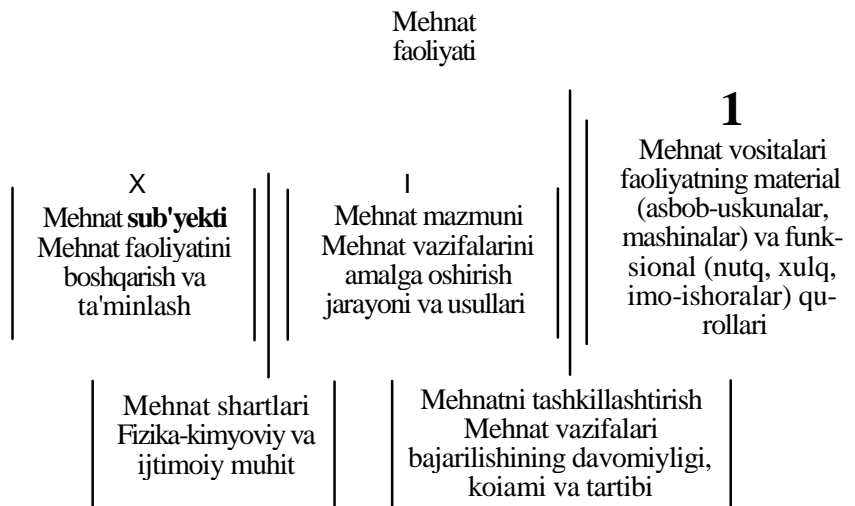 Mehnat
faoliyati
X
Mehnat sub'yekti
Mehnat faoliyatini
boshqarish va
ta'minlash
I
Mehnat mazmuni
Mehnat vazifalarini
amalga oshirish
jarayoni va usullari
1
Mehnat vositalari
faoliyatning material
(asbob-uskunalar,
mashinalar) va funk-
sional (nutq, xulq,
imo-ishoralar) qu-
rollari
Mehnat shartlari
Fizika-kimyoviy va
ijtimoiy muhit
Mehnatni tashkillashtirish
Mehnat vazifalari
bajarilishining davomiyligi,
koiami va tartibi